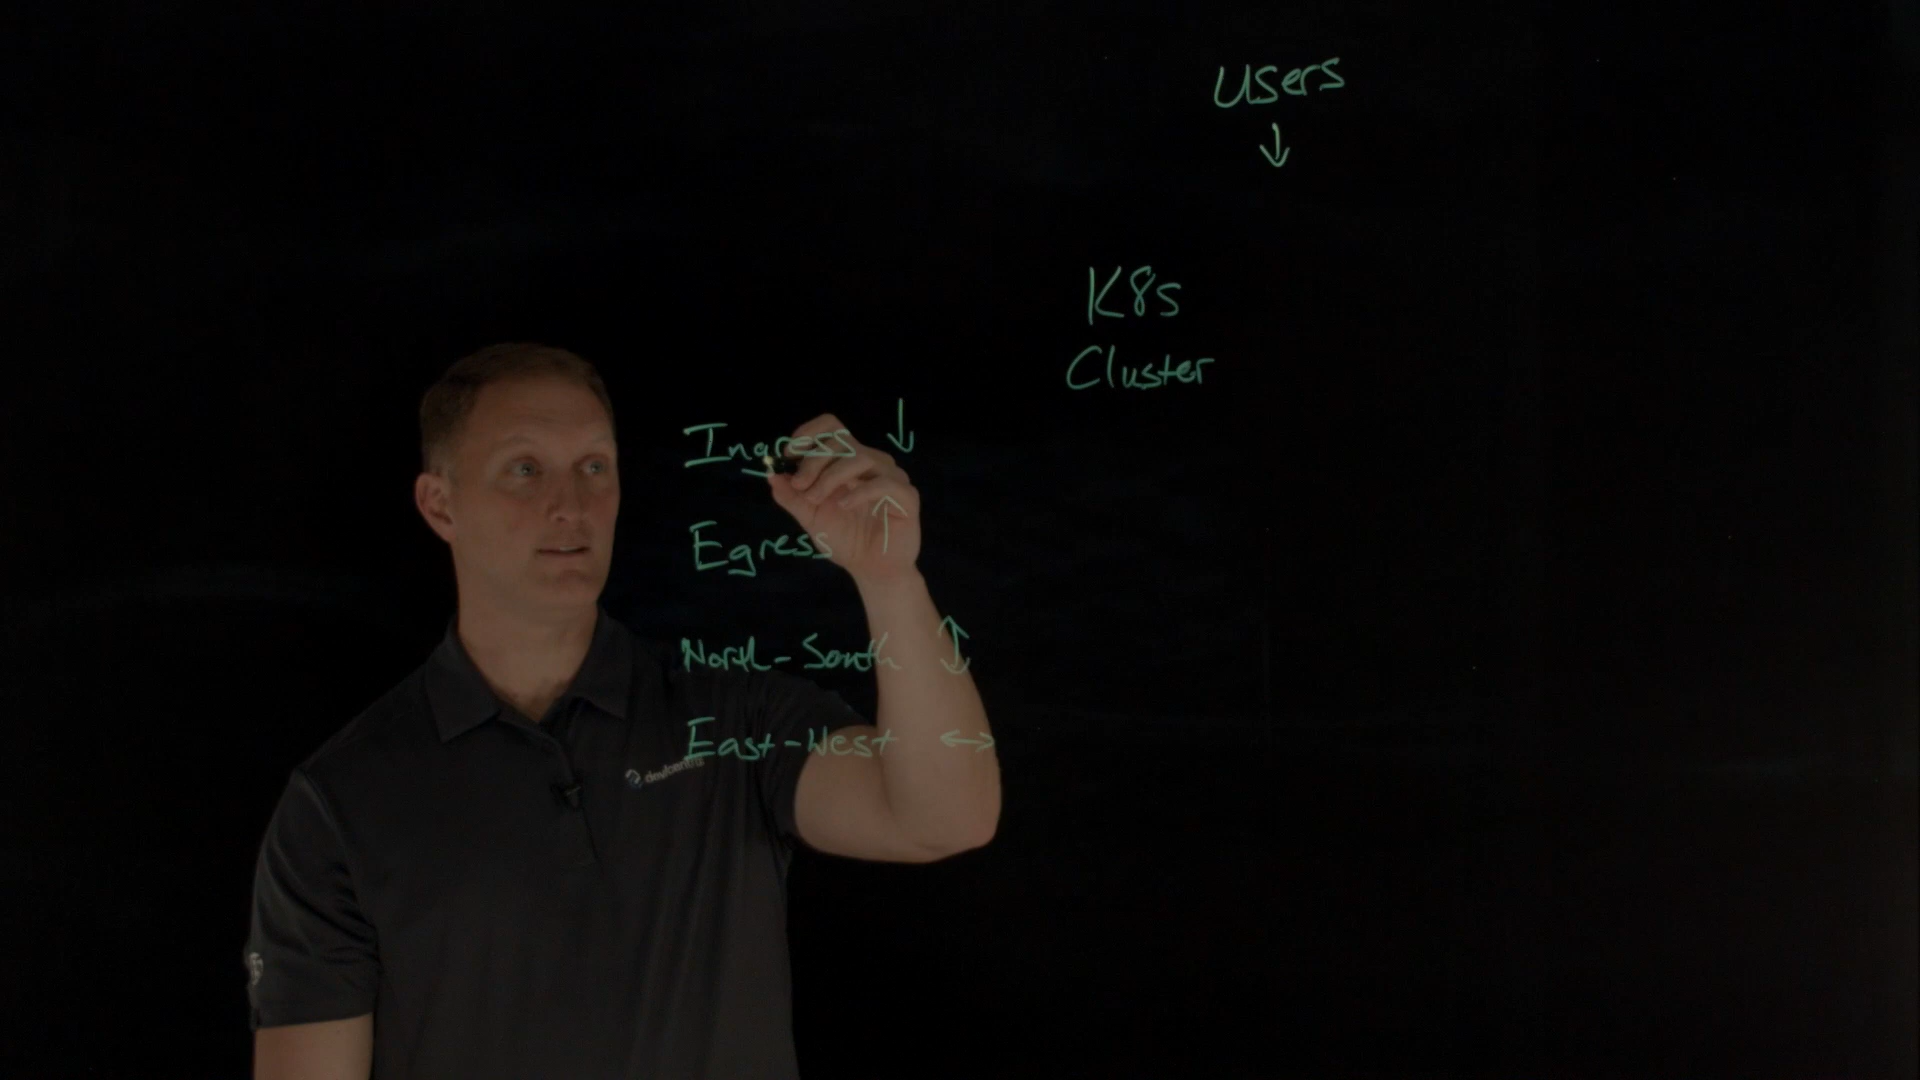 Users
↓
K8s
Cluster
Ingress ↓
Egress ↑
North-South ↕
East-West ↔